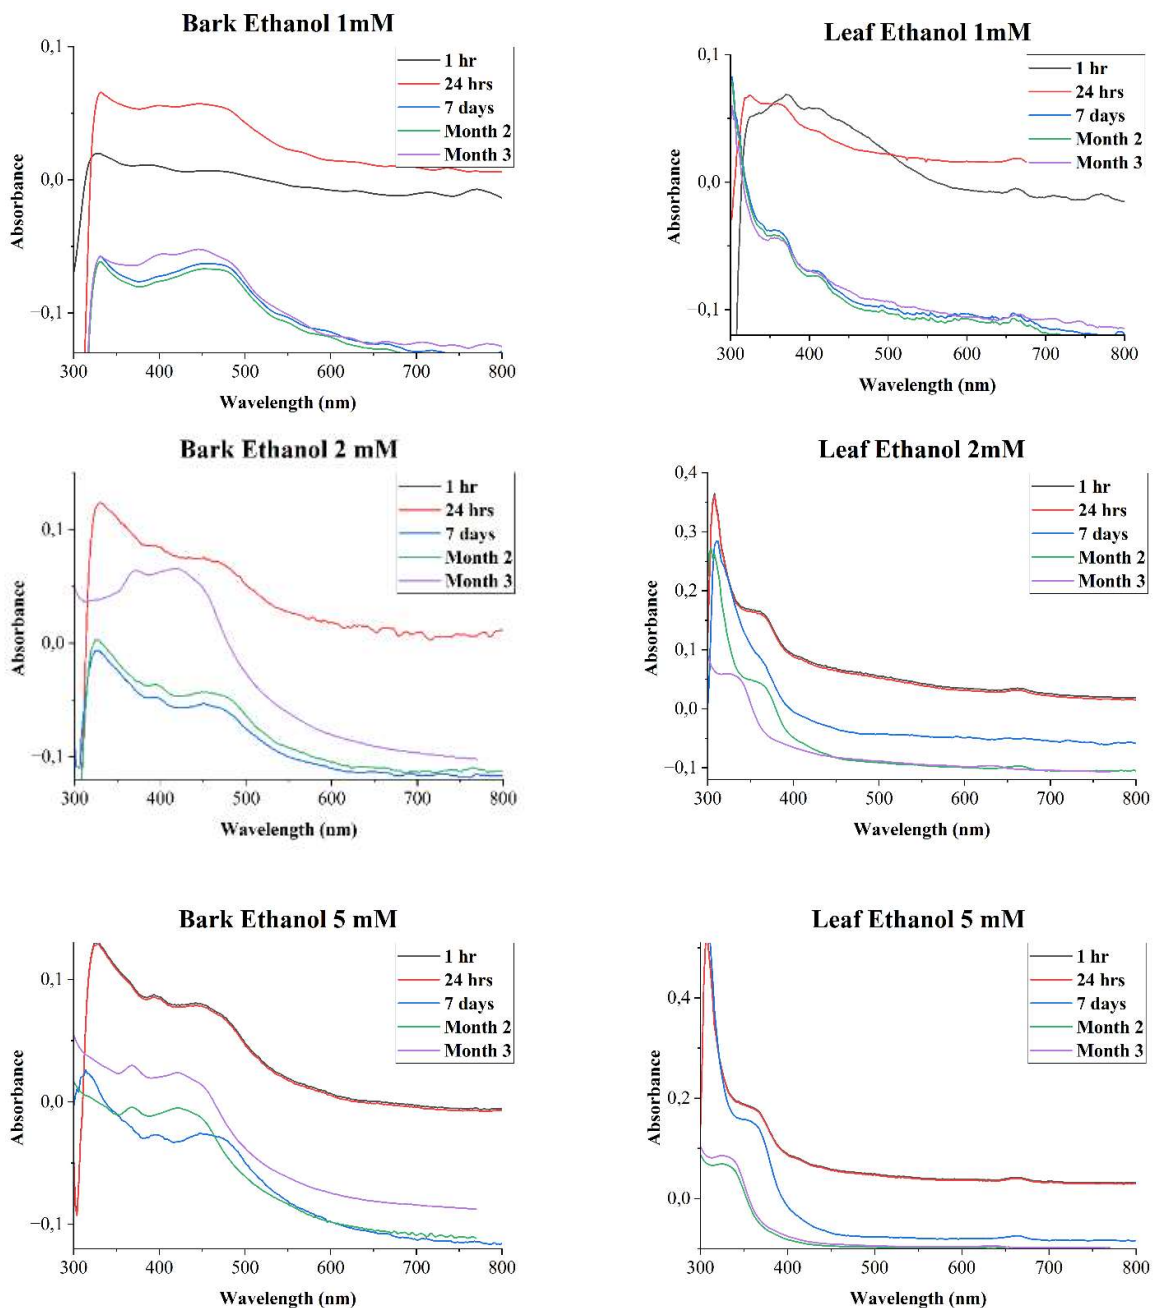 Bark Ethanol 1mM
0,1
0,0
−0,1
Absorbance
1 hr
24 hrs
7 days
Month 2
Month 3
300 400 500 600 700 800
Wavelength (nm)
Leaf Ethanol 1mM
0,1
0,0
−0,1
Absorbance
1 hr
24 hrs
7 days
Month 2
Month 3
300 400 500 600 700 800
Wavelength (nm)
Bark Ethanol 2 mM
0,1
0,0
−0,1
Absorbance
1 hr
24 hrs
7 days
Month 2
Month 3
300 400 500 600 700 800
Wavelength (nm)
Leaf Ethanol 2mM
0,4
0,3
0,2
0,1
0,0
−0,1
Absorbance
1 hr
24 hrs
7 days
Month 2
Month 3
300 400 500 600 700 800
Wavelength (nm)
Bark Ethanol 5 mM
0,1
0,0
−0,1
Absorbance
1 hr
24 hrs
7 days
Month 2
Month 3
300 400 500 600 700 800
Wavelength (nm)
Leaf Ethanol 5 mM
0,4
0,2
0,0
Absorbance
1 hr
24 hrs
7 days
Month 2
Month 3
300 400 500 600 700 800
Wavelength (nm)